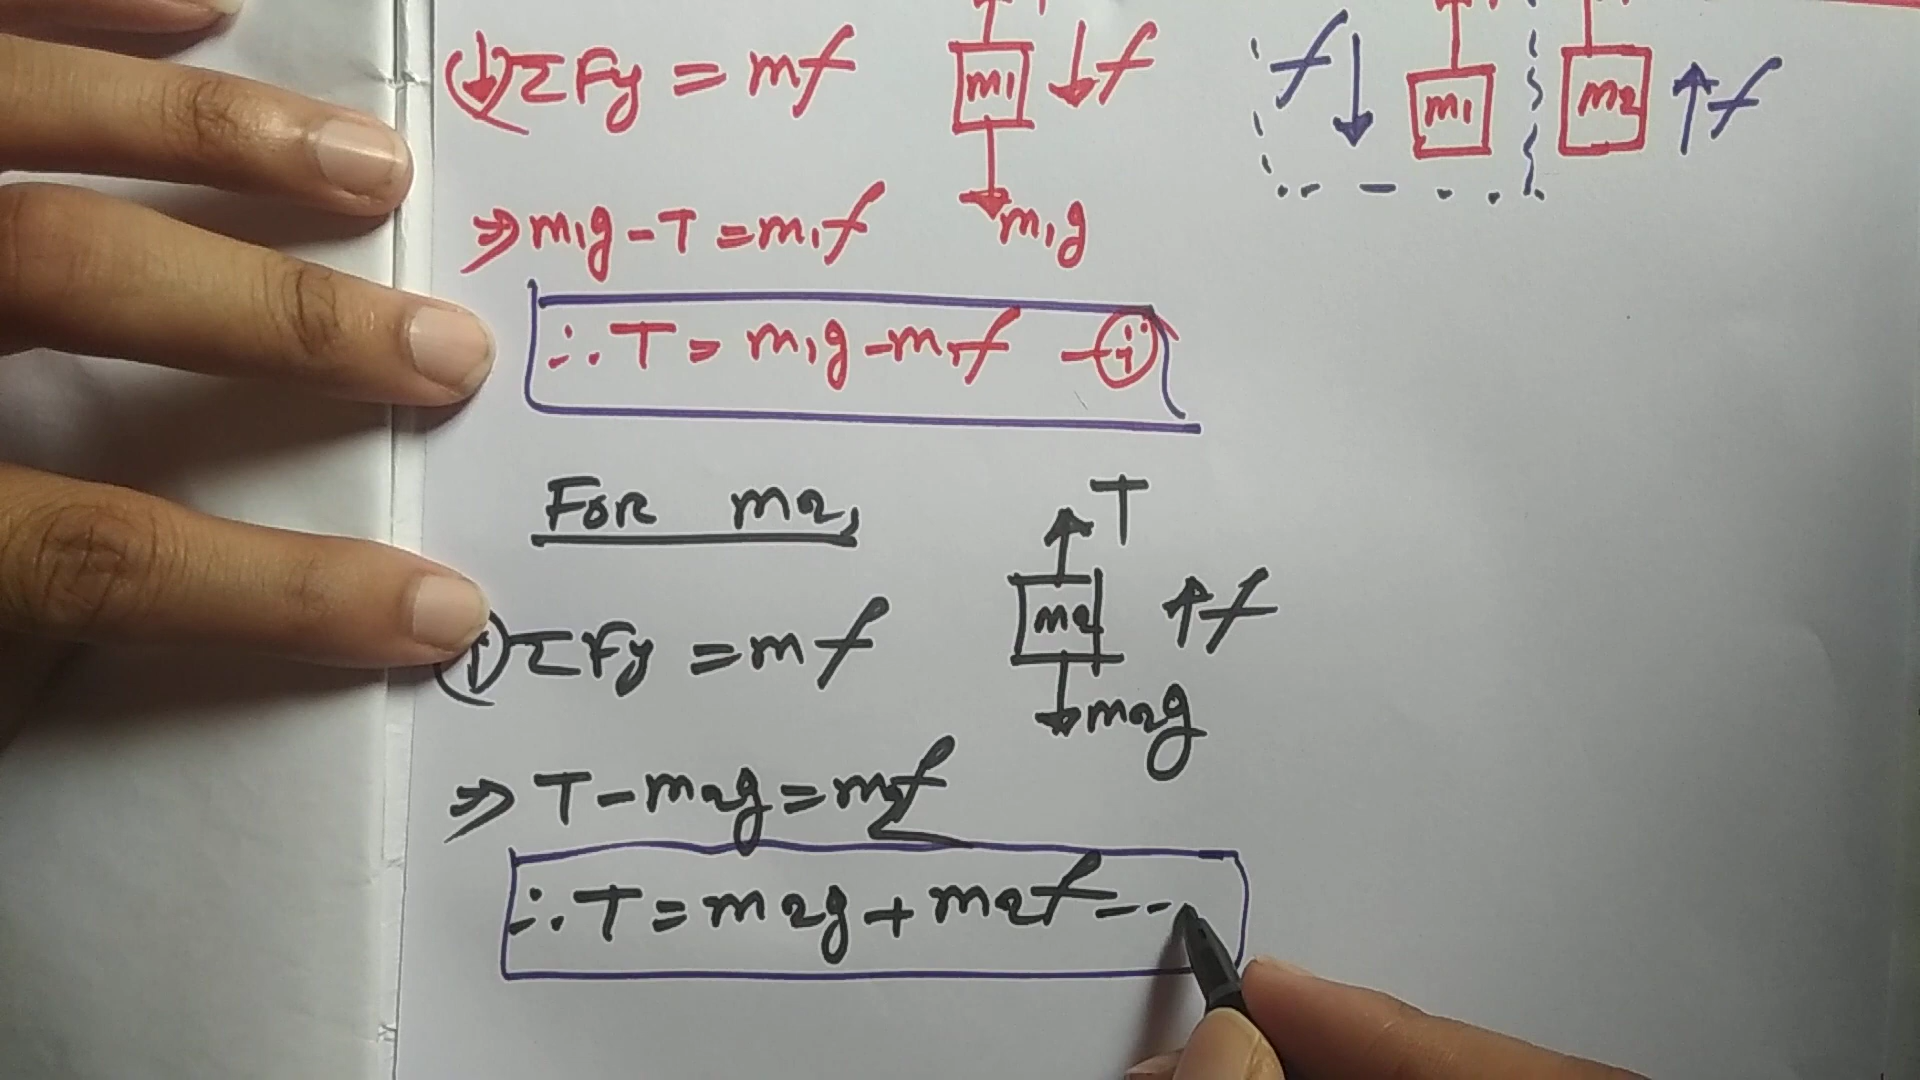 ↓ΣFy = mf
m1 ↓f
m1g
f↓ m1 m2 ↑f
⇒ m1g - T = m1f
∴ T = m1g - m1f - i
For m2,
T
m2 ↑f
m2g
ΣFy = mf
⇒ T - m2g = m2f
∴ T = m2g + m2f --